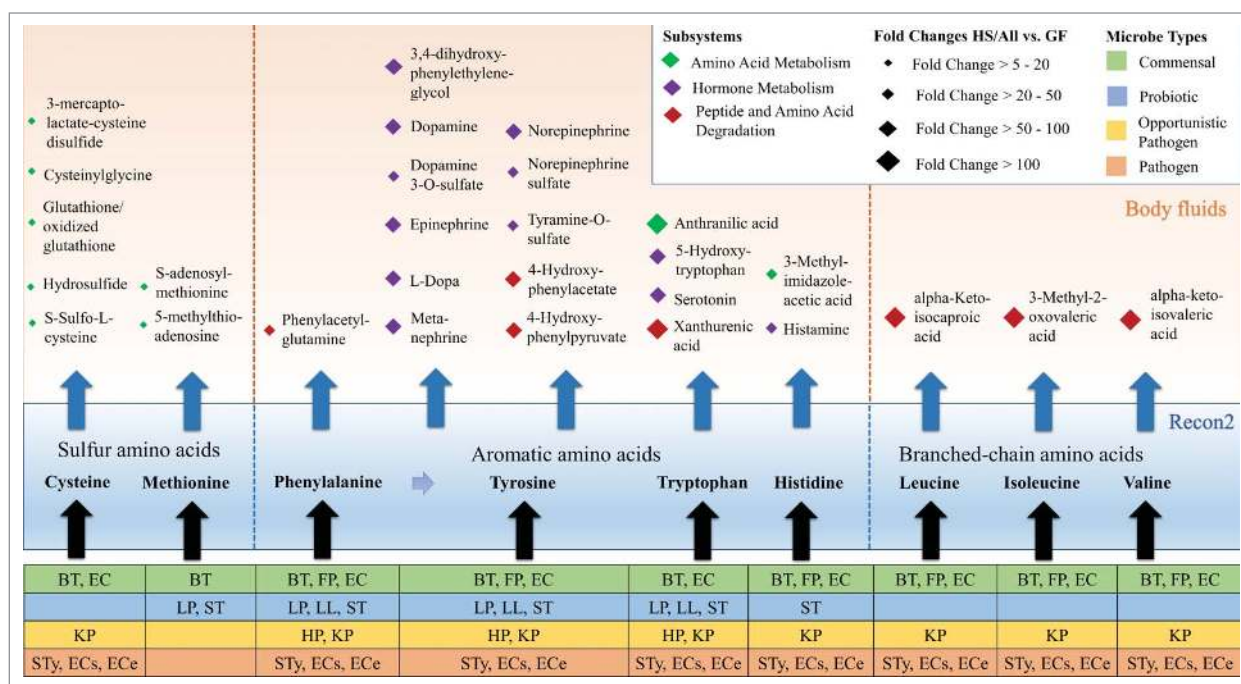 Subsystems
Amino Acid Metabolism
Hormone Metabolism
Peptide and Amino Acid
Degradation
Fold Changes HS/All vs. GF
Fold Change > 5 - 20
Fold Change > 20 - 50
Fold Change > 50 - 100
Fold Change > 100
Microbe Types
Commensal
Probiotic
Opportunistic
Pathogen
Pathogen
Body fluids
3-mercapto-
lactate-cysteine
disulfide
Cysteinylglycine
Glutathione/
oxidized
glutathione
Hydrosulfide
S-Sulfo-L-
cysteine
S-adenosyl-
methionine
5-methylthio-
adenosine
Phenylacetyl-
glutamine
3,4-dihydroxy-
phenylethylene-
glycol
Dopamine
Dopamine
3-O-sulfate
Epinephrine
L-Dopa
Meta-
nephrine
Norepinephrine
Norepinephrine
sulfate
Tyramine-O-
sulfate
4-Hydroxy-
phenylacetate
4-Hydroxy-
phenylpyruvate
Anthranilic acid
5-Hydroxy-
tryptophan
Serotonin
Xanthurenic
acid
3-Methyl-
imidazole-
acetic acid
Histamine
alpha-Keto-
isocaproic
acid
3-Methyl-2-
oxovaleric
acid
alpha-keto-
isovaleric
acid
Recon2
Sulfur amino acids
Aromatic amino acids
Branched-chain amino acids
Cysteine
Methionine
Phenylalanine
Tyrosine
Tryptophan
Histidine
Leucine
Isoleucine
Valine
BT, EC
BT
BT, FP, EC
BT, FP, EC
BT, EC
BT, FP, EC
BT, FP, EC
BT, FP, EC
BT, FP, EC
LP, ST
LP, LL, ST
LP, LL, ST
LP, LL, ST
ST
KP
HP, KP
HP, KP
HP, KP
KP
KP
KP
KP
STy, ECs, ECe
STy, ECs, ECe
STy, ECs, ECe
STy, ECs, ECe
STy, ECs, ECe
STy, ECs, ECe
STy, ECs, ECe
STy, ECs, ECe